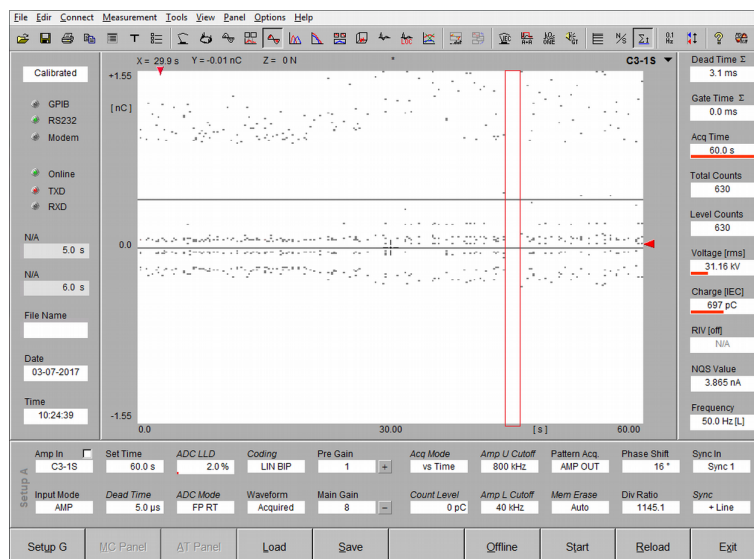 File Edit Connect Measurement Tools View Panel Options Help
Calibrated
GPIB
RS232
Modem
Online
TXD
RXD
N/A
5.0 s
N/A
6.0 s
File Name
Date
03-07-2017
Time
10:24:39
X = 29.9 s Y = -0.01 nC Z = 0 N * C3-1S
+1.55
[ nC ]
0.0
-1.55
0.0 30.00 [ s ] 60.00
Dead Time Σ
3.1 ms
Gate Time Σ
0.0 ms
Acq Time
60.0 s
Total Counts
630
Level Counts
630
Voltage [rms]
31.16 kV
Charge [IEC]
697 pC
RIV [off]
N/A
NQS Value
3.865 nA
Frequency
50.0 Hz [L]
Setup A
Amp In Set Time ADC LLD Coding Pre Gain Acq Mode Amp U Cutoff Pattern Acq. Phase Shift Sync In
C3-1S 60.0 s 2.0 % LIN BIP 1 + vs Time 800 kHz AMP OUT 16 ° Sync 1
Input Mode Dead Time ADC Mode Waveform Main Gain Count Level Amp L Cutoff Mem Erase Div Ratio Sync
AMP 5.0 µs FP RT Acquired 8 − 0 pC 40 kHz Auto 1145.1 + Line
Setup G MC Panel AT Panel Load Save Offline Start Reload Exit